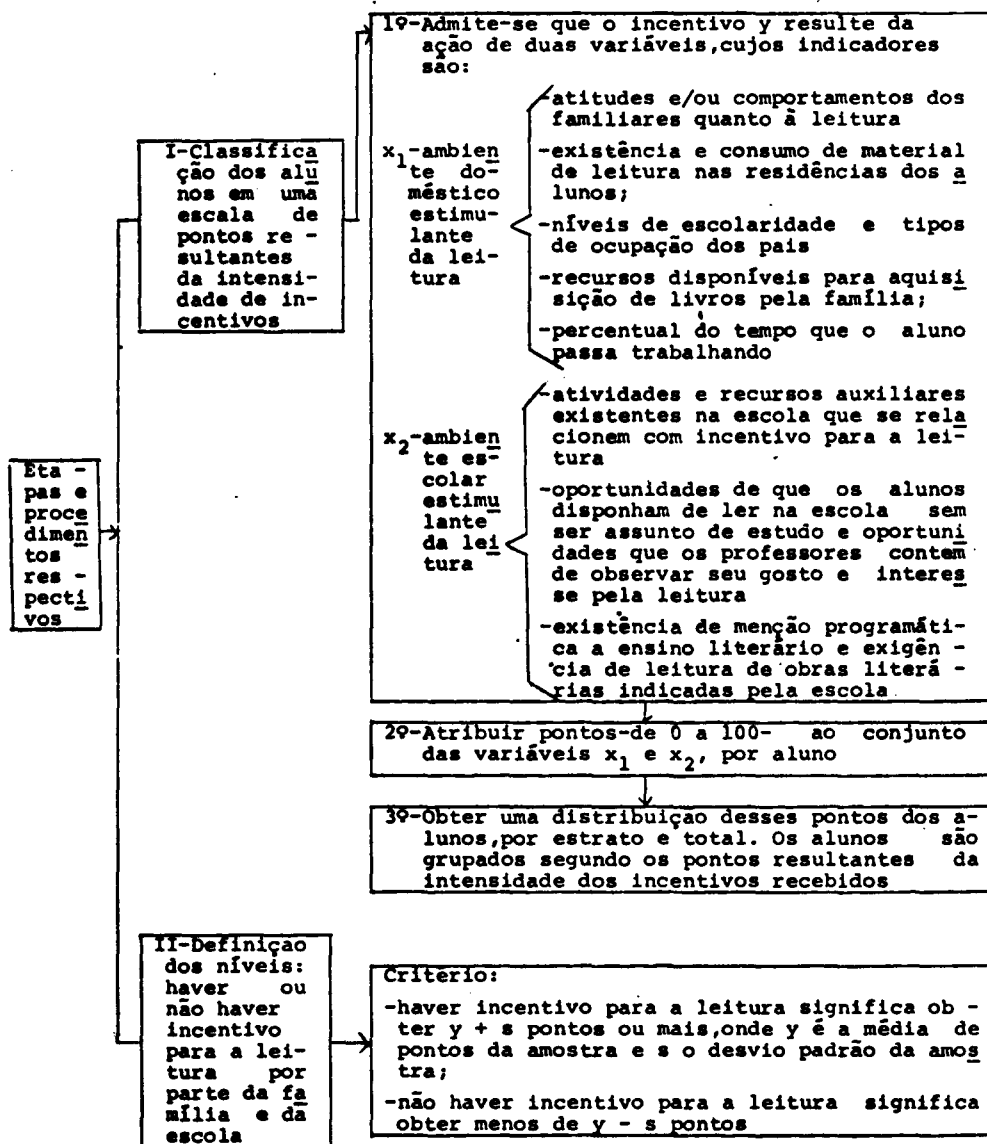 Eta -
pas e
proce
dimen
tos
res -
pecti
vos
I-Classifica
ção dos alu
nos em uma
escala de
pontos re -
sultantes
da intensi-
dade de in-
centivos
19-Admite-se que o incentivo y resulte da
ação de duas variáveis,cujos indicadores
são:
x1-ambien
te do-
méstico
estimu-
lante
da lei-
tura
-atitudes e/ou comportamentos dos
familiares quanto à leitura
-existência e consumo de material
de leitura nas residências dos a
lunos;
-níveis de escolaridade e tipos
de ocupação dos pais
-recursos disponíveis para aquisi
sição de livros pela família;
-percentual do tempo que o aluno
passa trabalhando
x2-ambien
te es-
colar
estimu
lante
da lei
tura
-atividades e recursos auxiliares
existentes na escola que se rela
cionem com incentivo para a lei-
tura
-oportunidades de que os alunos
disponham de ler na escola sem
ser assunto de estudo e oportuni
dades que os professores contem
de observar seu gosto e interes
se pela leitura
-existência de menção programáti-
ca a ensino literário e exigên -
cia de leitura de obras literá -
rias indicadas pela escola
29-Atribuir pontos-de 0 a 100- ao conjunto
das variáveis x1 e x2, por aluno
39-Obter uma distribuição desses pontos dos a-
lunos,por estrato e total. Os alunos são
grupados segundo os pontos resultantes da
intensidade dos incentivos recebidos
II-Definição
dos níveis:
haver ou
não haver
incentivo
para a lei-
tura por
parte da fa
mília e da
escola
Criterio:
-haver incentivo para a leitura significa ob -
ter y + s pontos ou mais,onde y é a média de
pontos da amostra e s o desvio padrão da amos
tra;
-não haver incentivo para a leitura significa
obter menos de y - s pontos